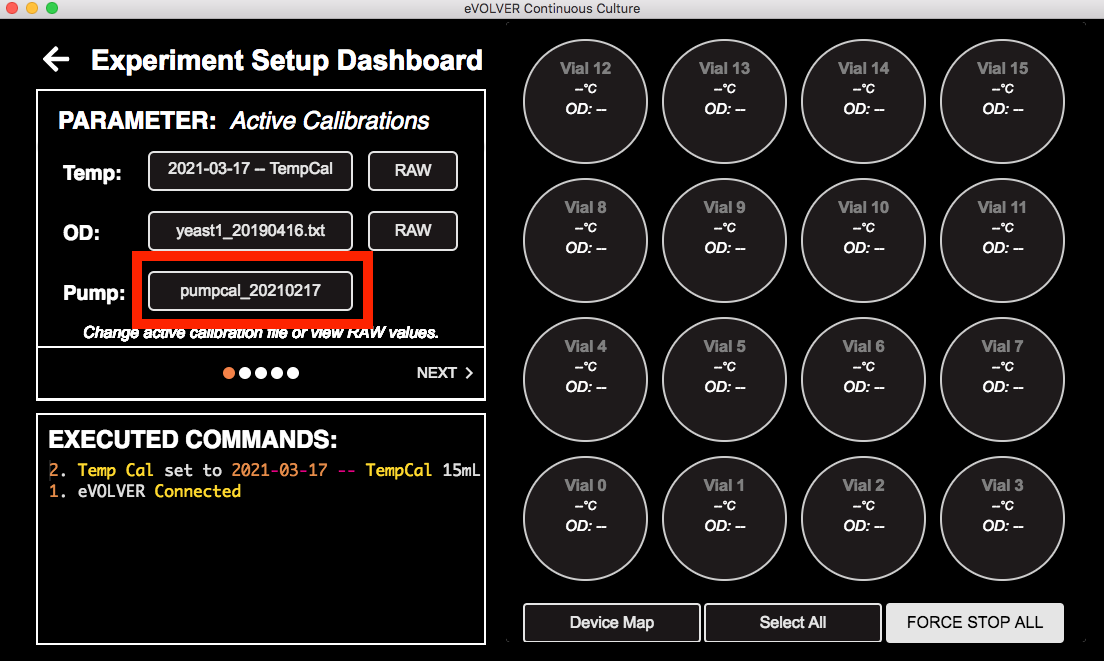 eVOLVER Continuous Culture
Experiment Setup Dashboard
PARAMETER: Active Calibrations
Temp: 2021-03-17 -- TempCal RAW
OD: yeast1_20190416.txt RAW
Pump: pumpcal_20210217
Change active calibration file or view RAW values.
NEXT
EXECUTED COMMANDS:
2. Temp Cal set to 2021-03-17 -- TempCal 15mL
1. eVOLVER Connected
Vial 12 Vial 13 Vial 14 Vial 15
--°C --°C --°C --°C
OD: -- OD: -- OD: -- OD: --
Vial 8 Vial 9 Vial 10 Vial 11
--°C --°C --°C --°C
OD: -- OD: -- OD: -- OD: --
Vial 4 Vial 5 Vial 6 Vial 7
--°C --°C --°C --°C
OD: -- OD: -- OD: -- OD: --
Vial 0 Vial 1 Vial 2 Vial 3
--°C --°C --°C --°C
OD: -- OD: -- OD: -- OD: --
Device Map Select All FORCE STOP ALL